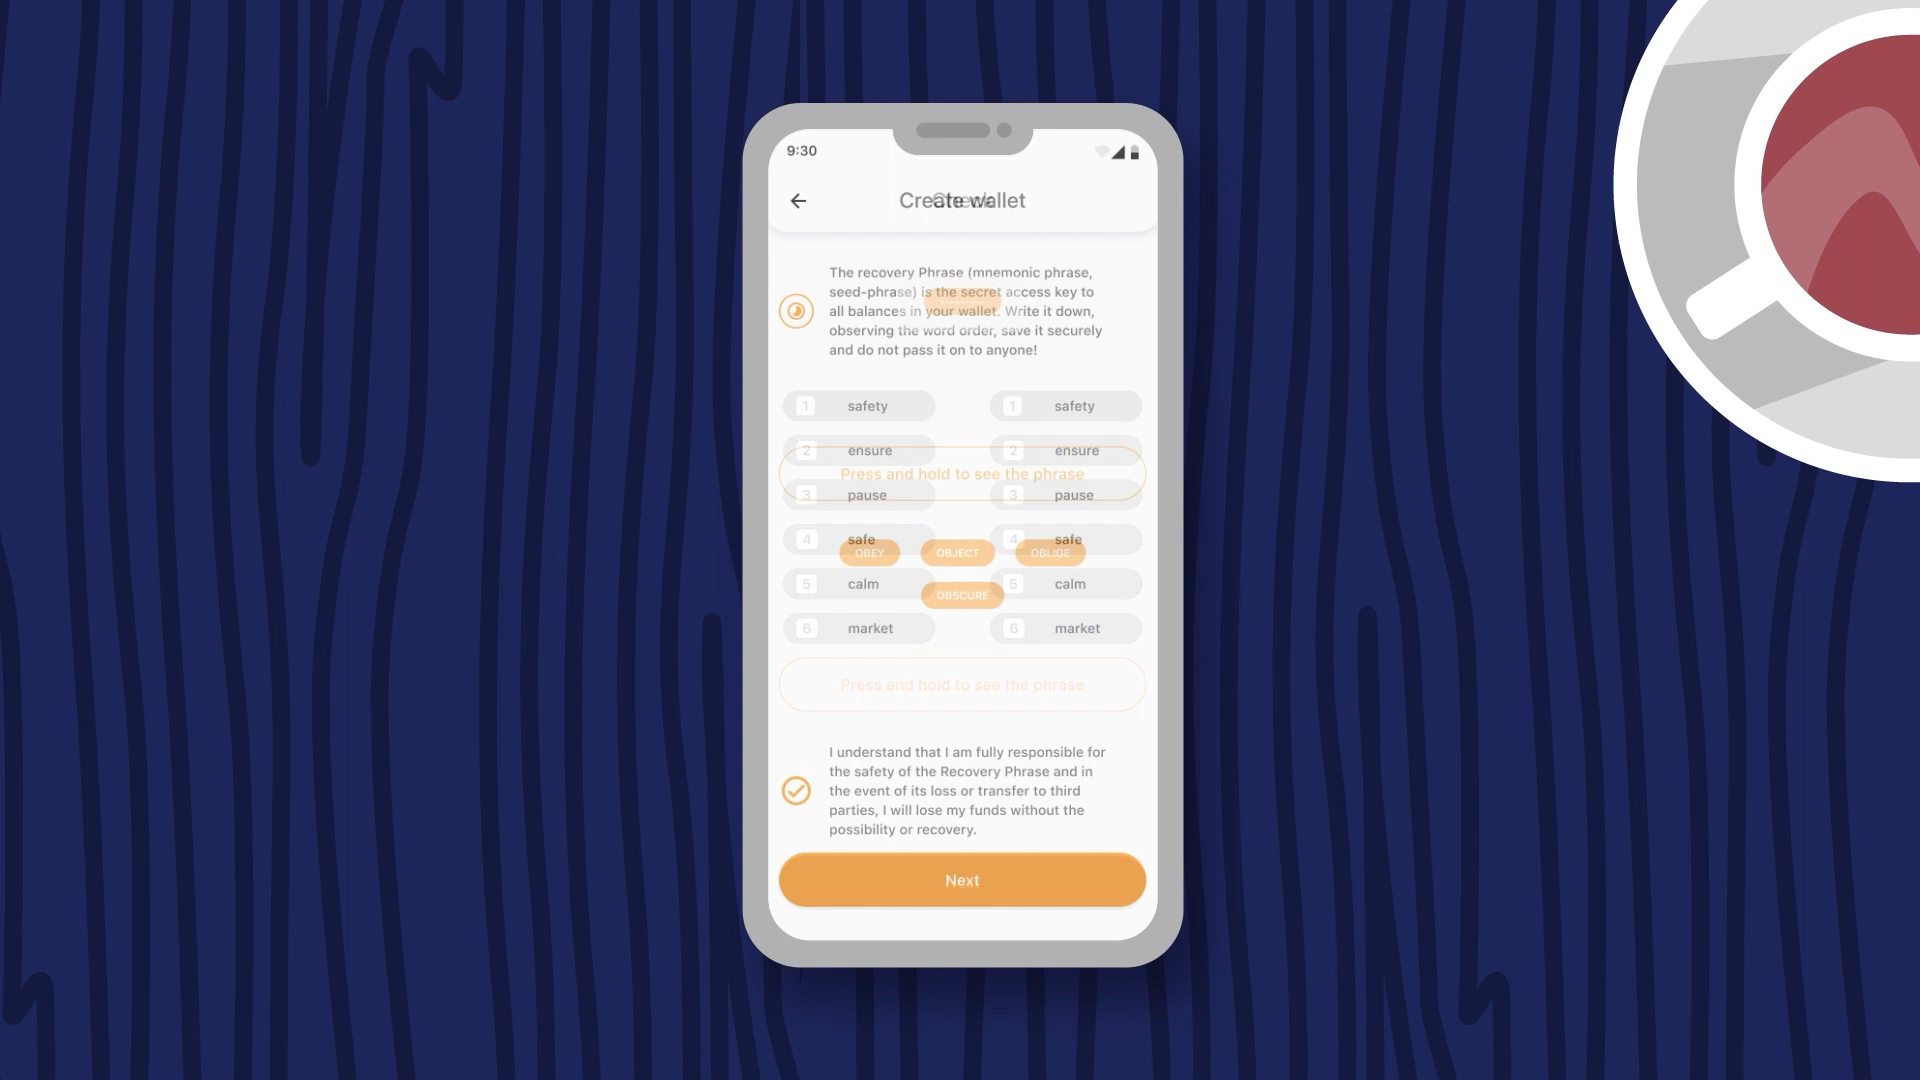 9:30
Create wallet
The recovery Phrase (mnemonic phrase,
seed-phrase) is the secret access key to
all balances in your wallet. Write it down,
observing the word order, save it securely
and do not pass it on to anyone!
1 safety 1 safety
2 ensure 2 ensure
Press and hold to see the phrase
3 pause 3 pause
4 safe 4 safe
OBEY OBJECT OBLIGE
5 calm 5 calm
OBSCURE
6 market 6 market
Press and hold to see the phrase
I understand that I am fully responsible for
the safety of the Recovery Phrase and in
the event of its loss or transfer to third
parties, I will lose my funds without the
possibility or recovery.
Next